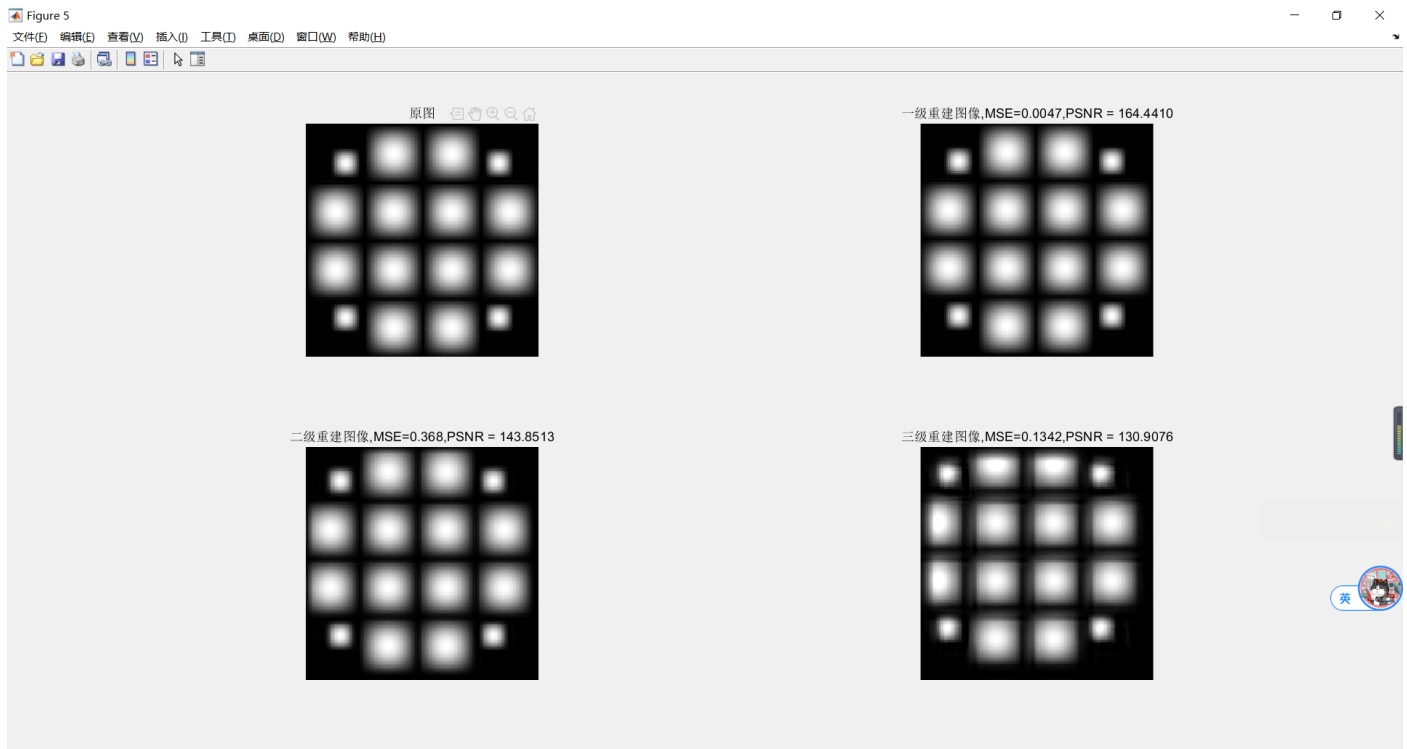 Figure 5
文件(F) 编辑(E) 查看(V) 插入(I) 工具(T) 桌面(D) 窗口(W) 帮助(H)
原图
一级重建图像,MSE=0.0047,PSNR = 164.4410
二级重建图像,MSE=0.368,PSNR = 143.8513
三级重建图像,MSE=0.1342,PSNR = 130.9076
英